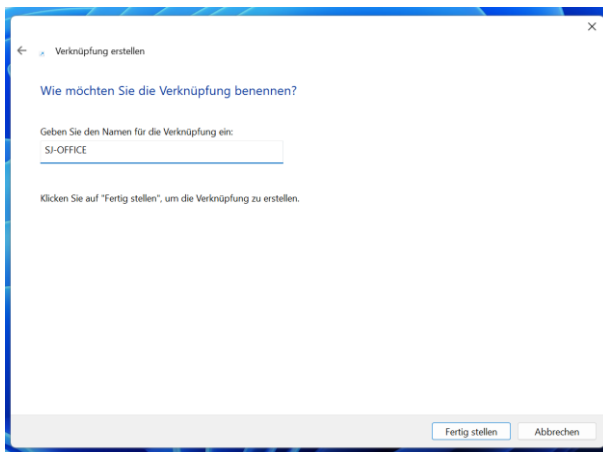 Verknüpfung erstellen
Wie möchten Sie die Verknüpfung benennen?
Geben Sie den Namen für die Verknüpfung ein:
SJ-OFFICE
Klicken Sie auf "Fertig stellen", um die Verknüpfung zu erstellen.
Fertig stellen
Abbrechen